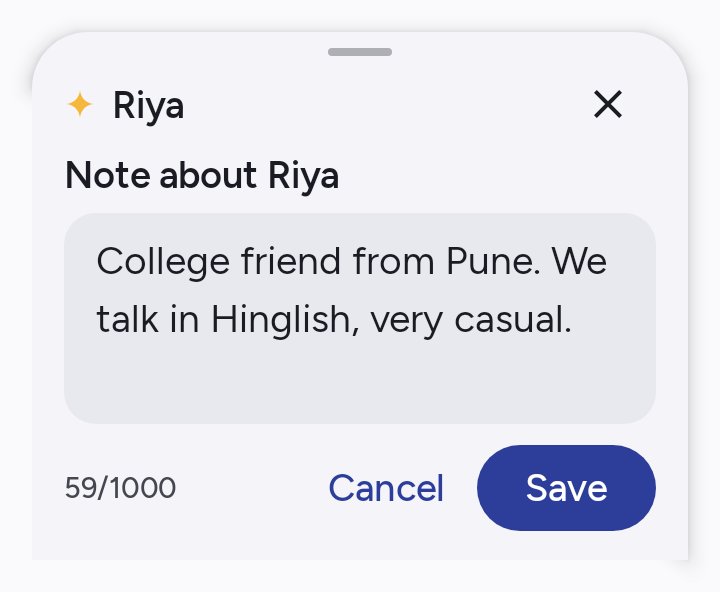 Riya
Note about Riya
College friend from Pune. We
talk in Hinglish, very casual.
59/1000
Cancel
Save